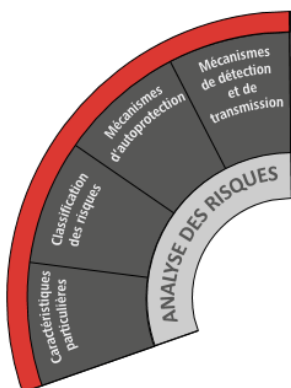 Mécanismes
de détection
et de
transmission
Mécanismes
d'autoprotection
Classification
des risques
Caractéristiques
particulières
ANALYSE DES RISQUES